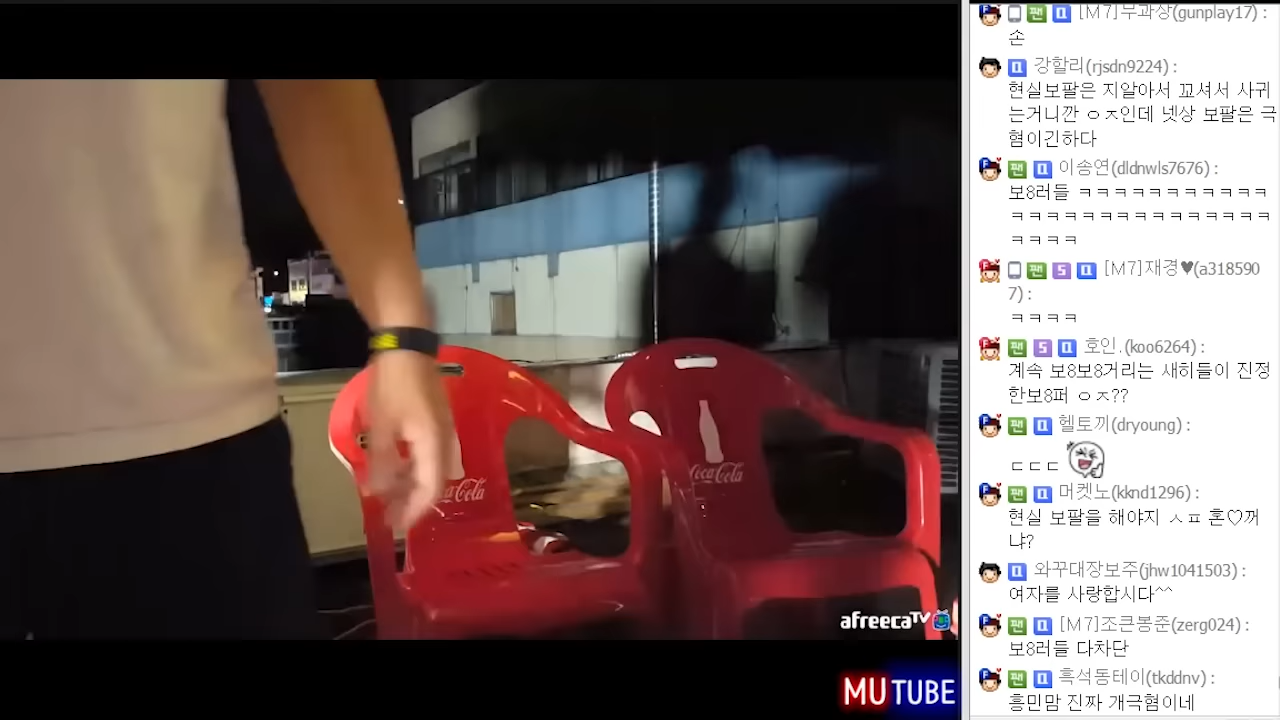 [M7]무과상(gunplay17) :
손
강할리(rjsdn9224) :
현실보팔은 지알아서 꼬셔서 사귀
는거니깐 ㅇㅈ인데 넷상 보팔은 극
혐이긴하다
이송연(dldnwls7676) :
보8러들 ㅋㅋㅋㅋㅋㅋㅋㅋㅋㅋㅋ
ㅋㅋㅋㅋㅋㅋㅋㅋㅋㅋㅋㅋㅋㅋㅋ
ㅋㅋㅋㅋ
[M7]재경♥(a318590
7) :
ㅋㅋㅋㅋ
호인.(koo6264) :
계속 보8보8거리는 새히들이 진정
한보8퍼 ㅇㅈ??
헬토끼(dryoung) :
ㄷㄷㄷ
머켓노(kknd1296) :
현실 보팔을 해야지 ㅅㅍ 혼♡꺼
냐?
와꾸대장보주(jhw1041503) :
여자를 사랑합시다^^
[M7]조큰봉준(zerg024) :
보8러들 다차단
흑석동테이(tkddnv) :
흥민맘 진짜 개극혐이네
Coca-Cola
Coca-Cola
afreecaTV
MUTUBE